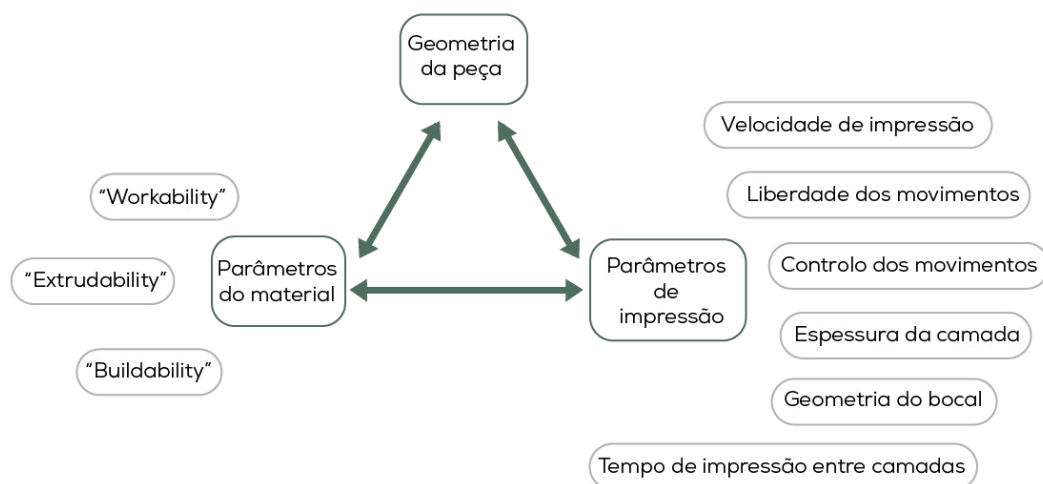 Geometria
da peça
Velocidade de impressão
"Workability"
Liberdade dos movimentos
"Extrudability"
Parâmetros
do material
Parâmetros
de
impressão
Controlo dos movimentos
Espessura da camada
"Buildability"
Geometria do bocal
Tempo de impressão entre camadas